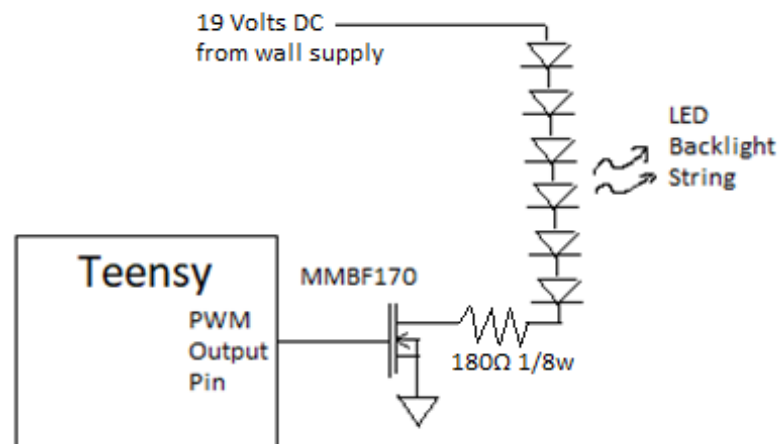 19 Volts DC
from wall supply
LED
Backlight
String
Teensy
MMBF170
PWM
Output
Pin
180Ω 1/8w